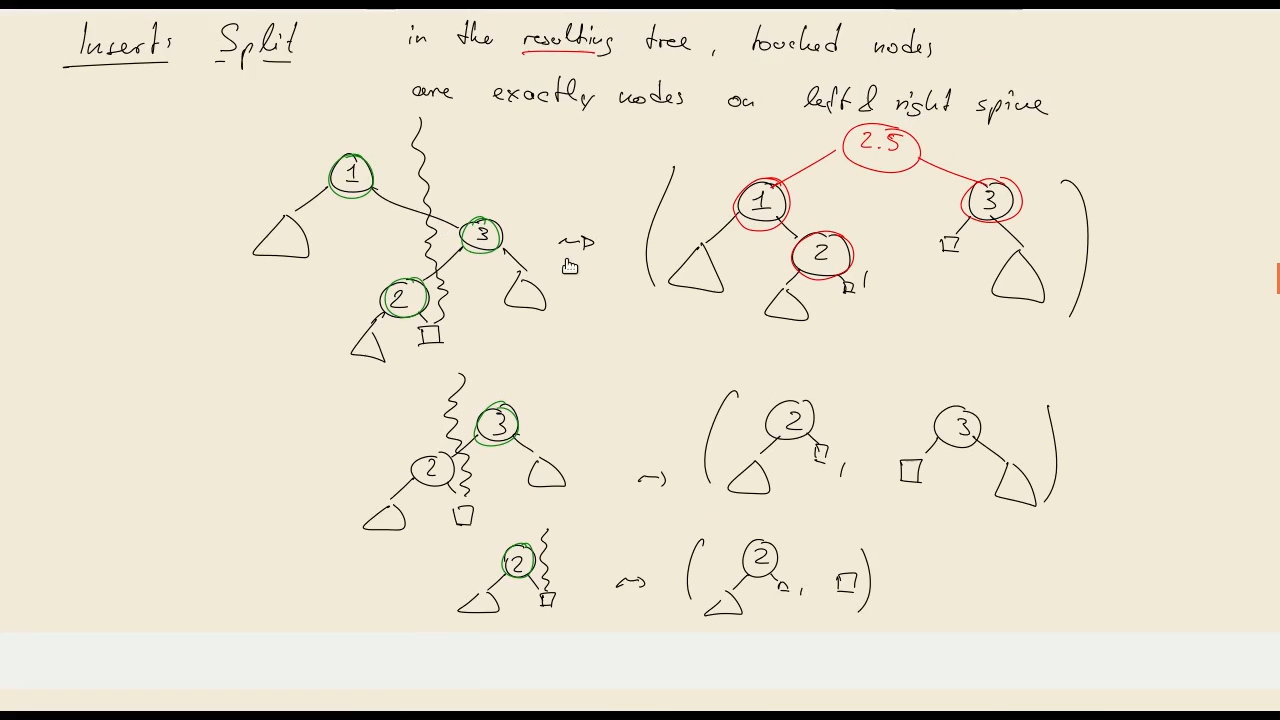 Insert: Split in the resulting tree, touched nodes
are exactly nodes on left & right spine
2.5
1 1 3
3 2
2
3 2 3
2
2 2